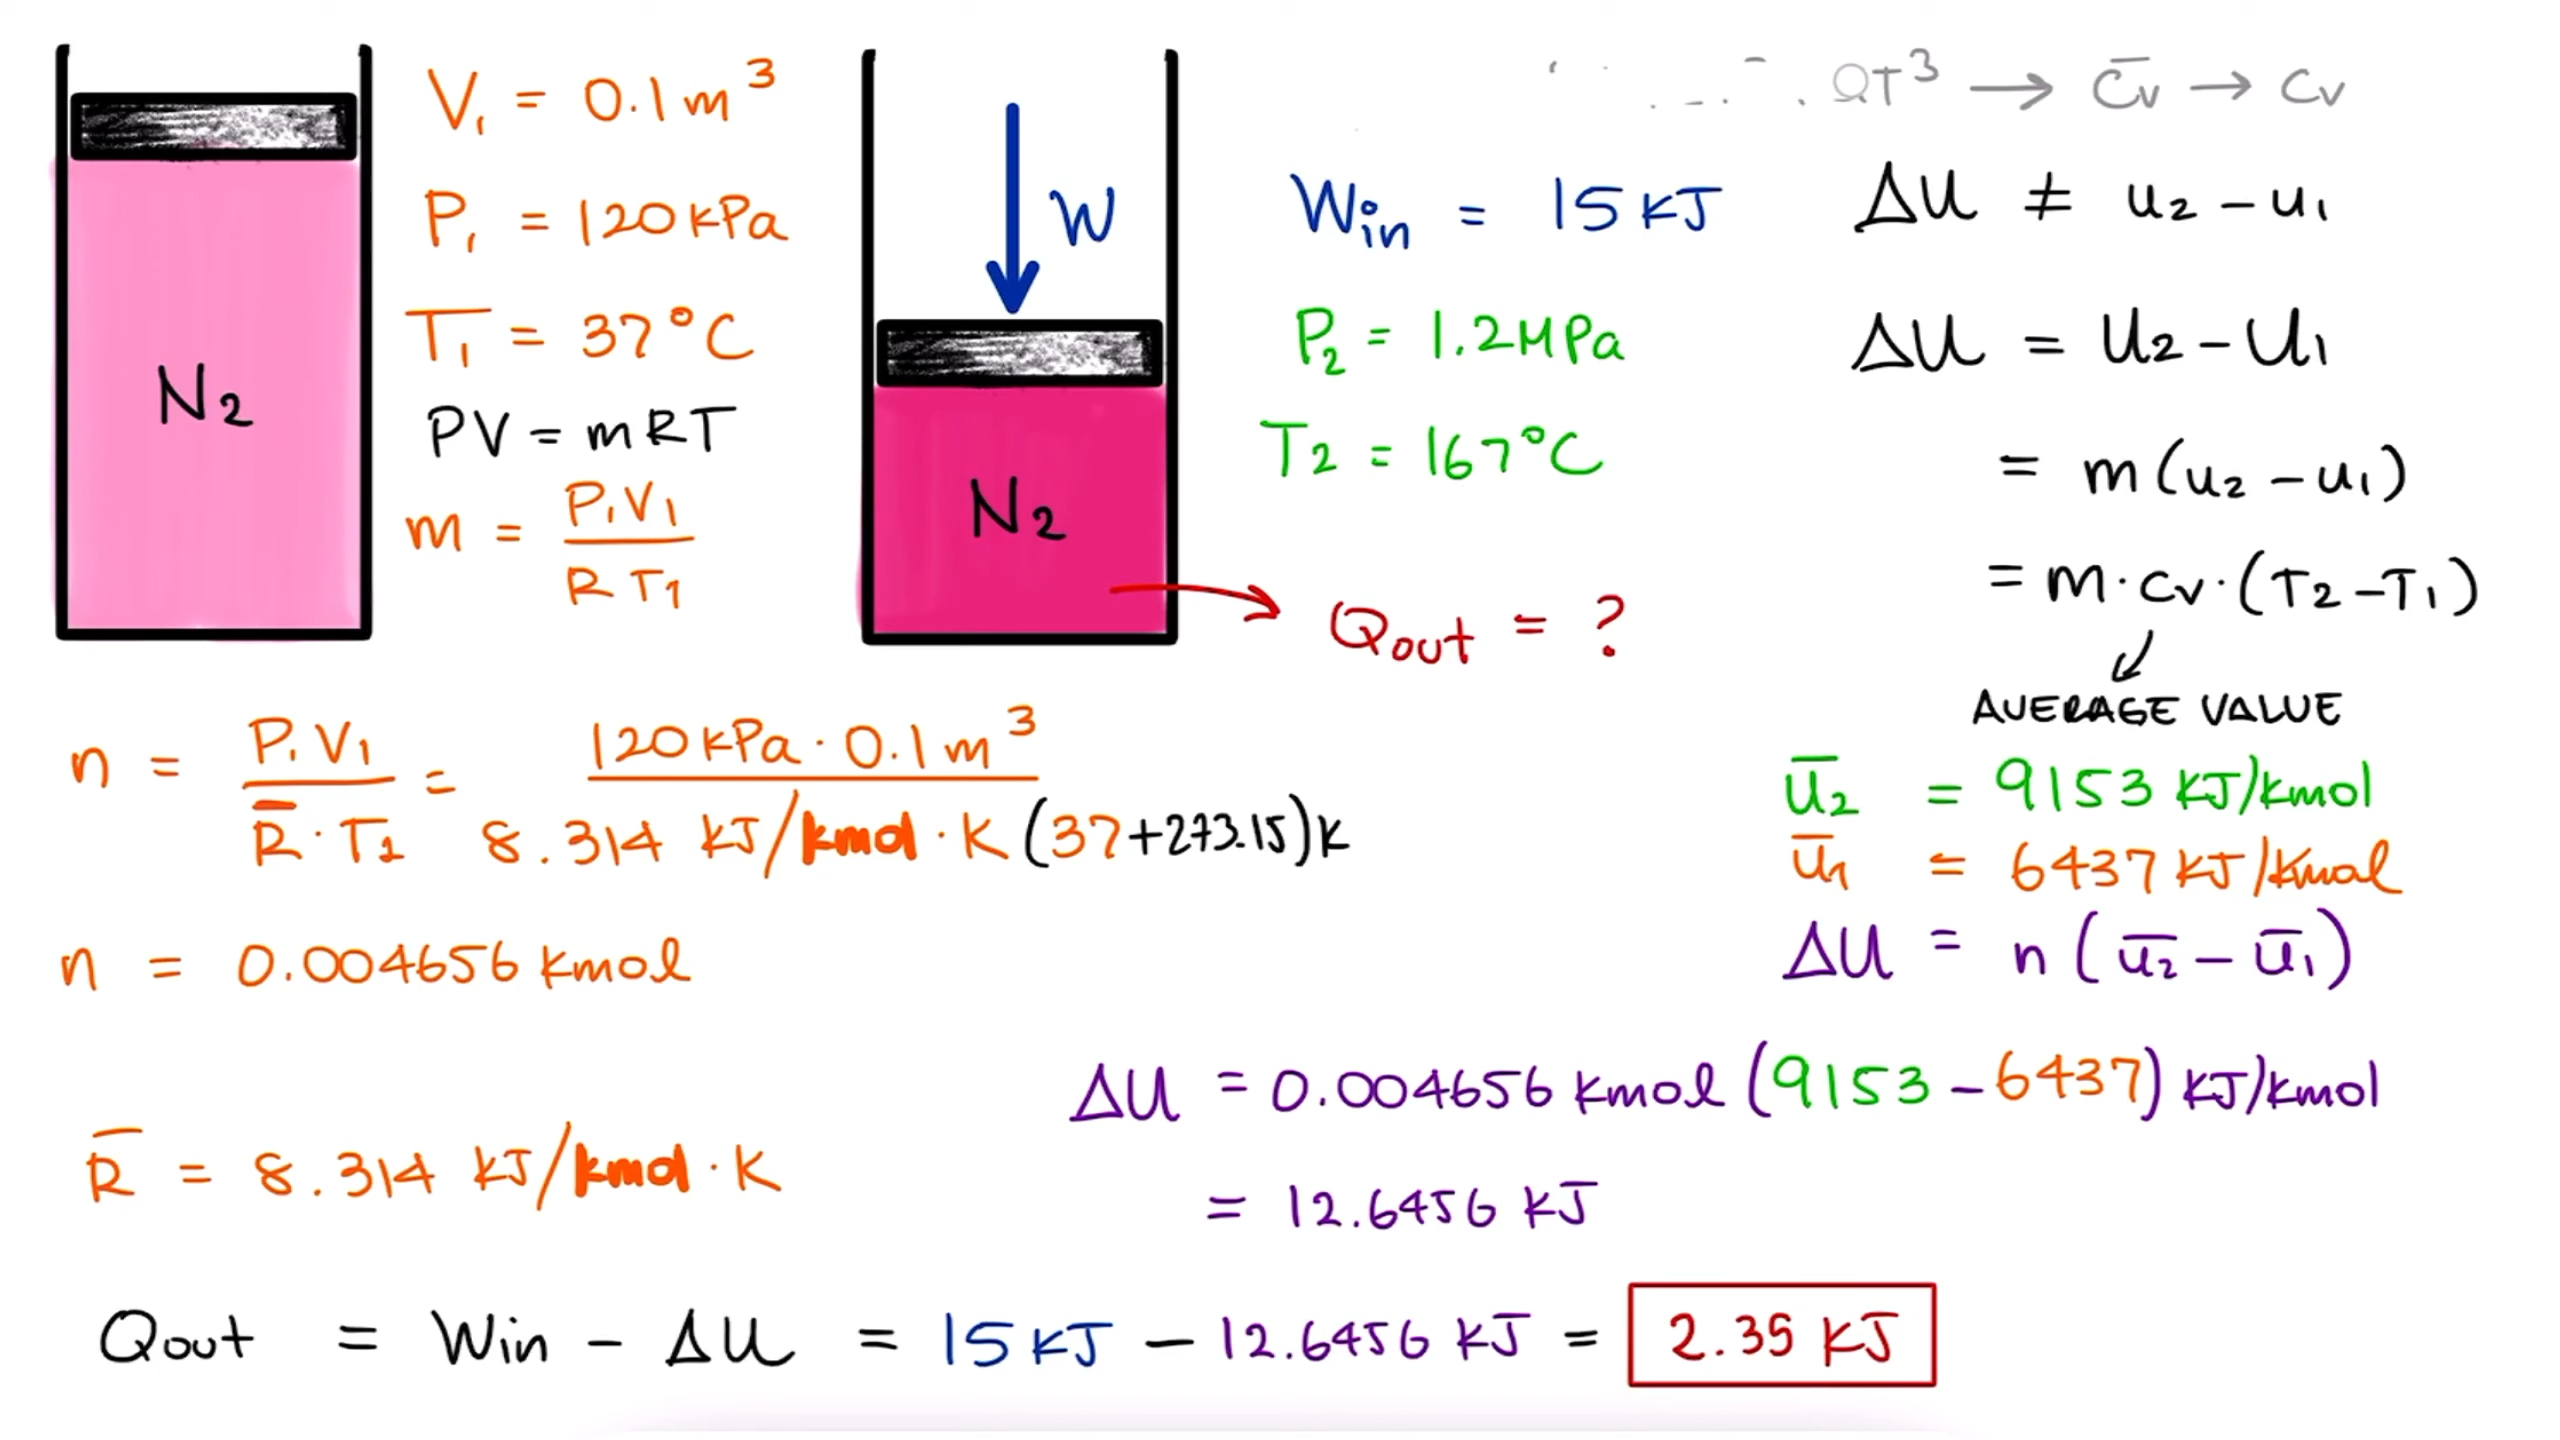 V₁ = 0.1 m³
P₁ = 120 kPa
T₁ = 37°C
PV = mRT
m = P₁V₁ / R T₁
N₂
W
N₂
Win = 15 kJ
P₂ = 1.2 MPa
T₂ = 167°C
Qout = ?
T³ → c̄v → cv
ΔU ≠ u₂ - u₁
ΔU = U₂ - U₁
= m(u₂ - u₁)
= m · cv · (T₂ - T₁)
AVERAGE VALUE
ū₂ = 9153 kJ/kmol
ū₁ = 6437 kJ/kmol
ΔU = n(ū₂ - ū₁)
n = P₁V₁ / R̄ · T₁ = 120 kPa · 0.1 m³ / 8.314 kJ/kmol · K (37+273.15)K
n = 0.004656 kmol
R̄ = 8.314 kJ/kmol · K
ΔU = 0.004656 kmol (9153 - 6437) kJ/kmol
= 12.6456 kJ
Qout = Win - ΔU = 15 kJ - 12.6456 kJ = 2.35 kJ